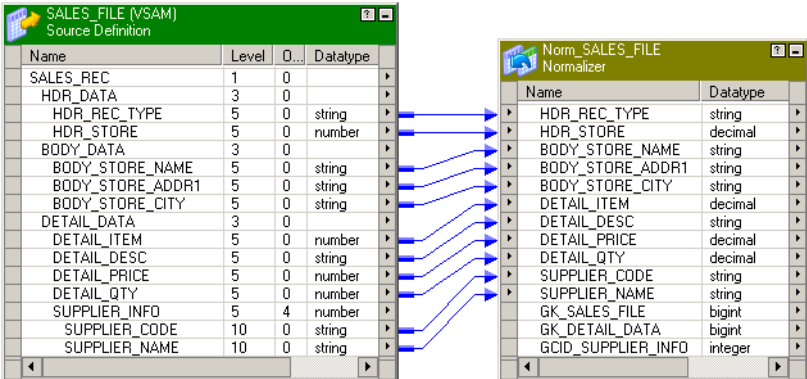 SALES_FILE (VSAM)
Source Definition
Name Level O... Datatype
SALES_REC 1 0
HDR_DATA 3 0
HDR_REC_TYPE 5 0 string
HDR_STORE 5 0 number
BODY_DATA 3 0
BODY_STORE_NAME 5 0 string
BODY_STORE_ADDR1 5 0 string
BODY_STORE_CITY 5 0 string
DETAIL_DATA 3 0
DETAIL_ITEM 5 0 number
DETAIL_DESC 5 0 string
DETAIL_PRICE 5 0 number
DETAIL_QTY 5 0 number
SUPPLIER_INFO 5 4 number
SUPPLIER_CODE 10 0 string
SUPPLIER_NAME 10 0 string
Norm_SALES_FILE
Normalizer
Name Datatype
HDR_REC_TYPE string
HDR_STORE decimal
BODY_STORE_NAME string
BODY_STORE_ADDR1 string
BODY_STORE_CITY string
DETAIL_ITEM decimal
DETAIL_DESC string
DETAIL_PRICE decimal
DETAIL_QTY decimal
SUPPLIER_CODE string
SUPPLIER_NAME string
GK_SALES_FILE bigint
GK_DETAIL_DATA bigint
GCID_SUPPLIER_INFO integer